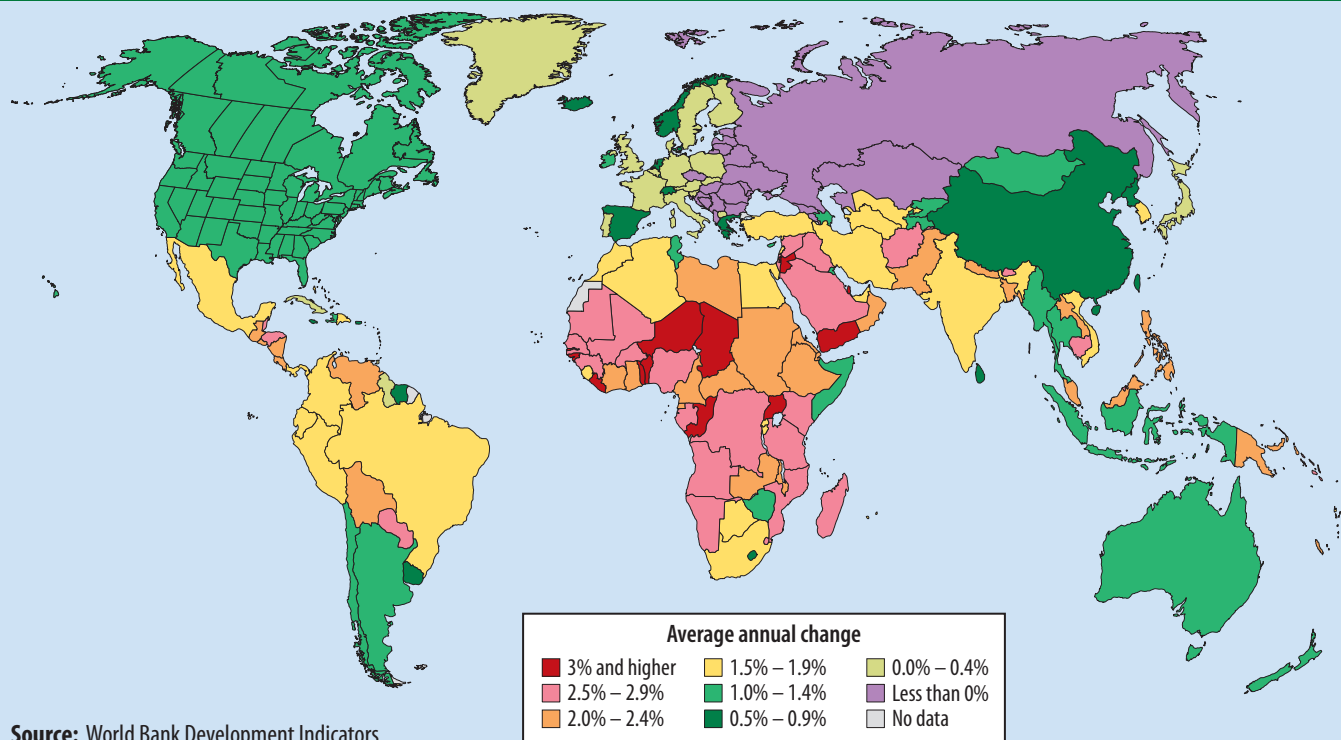 Average annual change
3% and higher
2.5% – 2.9%
2.0% – 2.4%
1.5% – 1.9%
1.0% – 1.4%
0.5% – 0.9%
0.0% – 0.4%
Less than 0%
No data
Source: World Bank Development Indicators